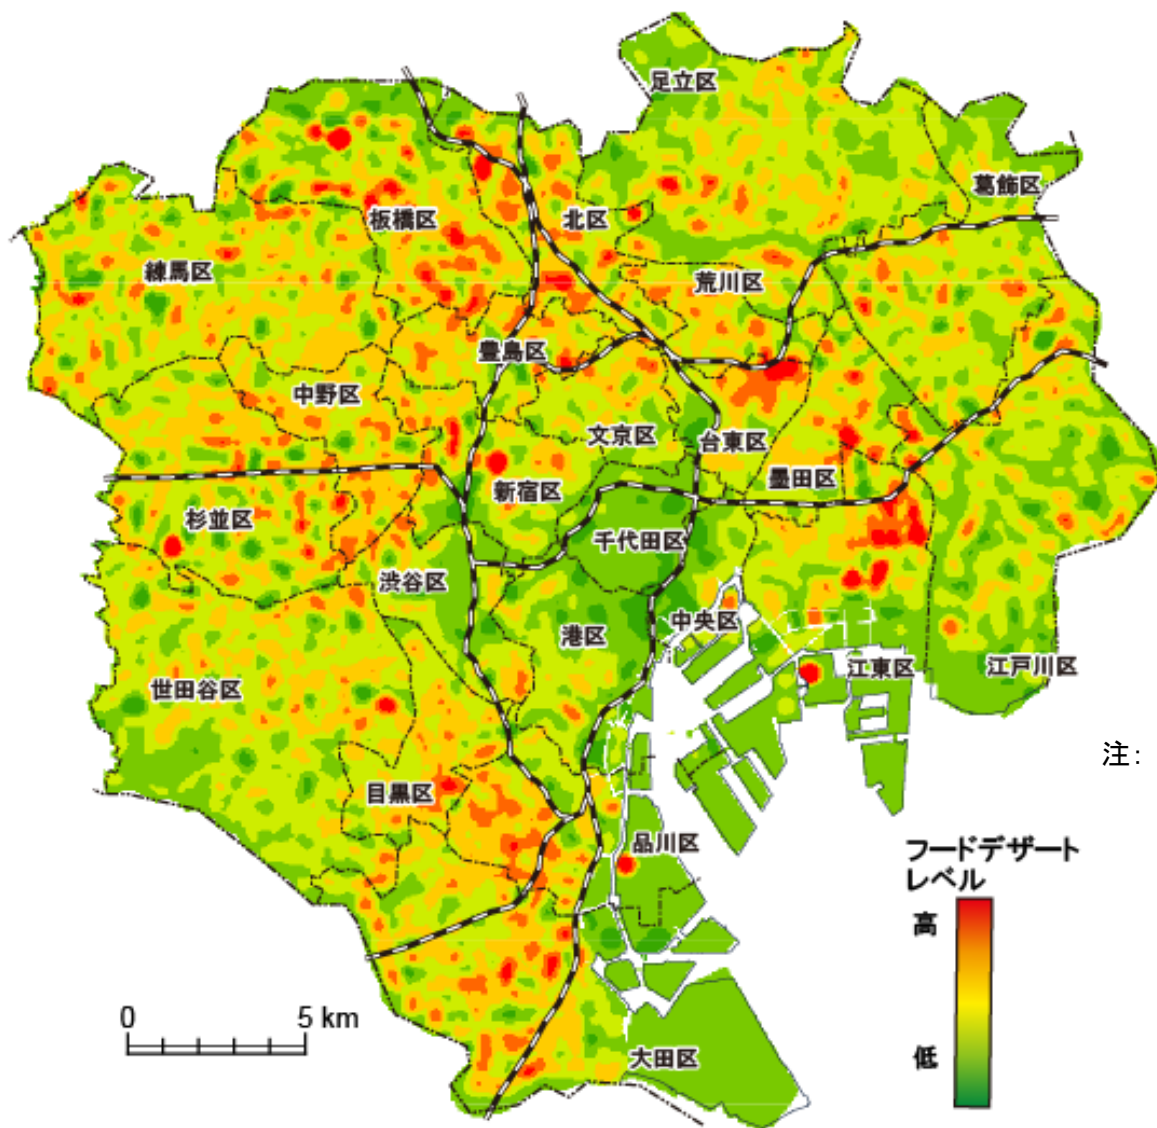 足立区
葛飾区
板橋区
北区
練馬区
荒川区
豊島区
中野区
文京区
台東区
墨田区
新宿区
杉並区
千代田区
渋谷区
中央区
港区
江東区
江戸川区
世田谷区
注:
目黒区
品川区
フードデザート
レベル
高
低
0 5 km
大田区